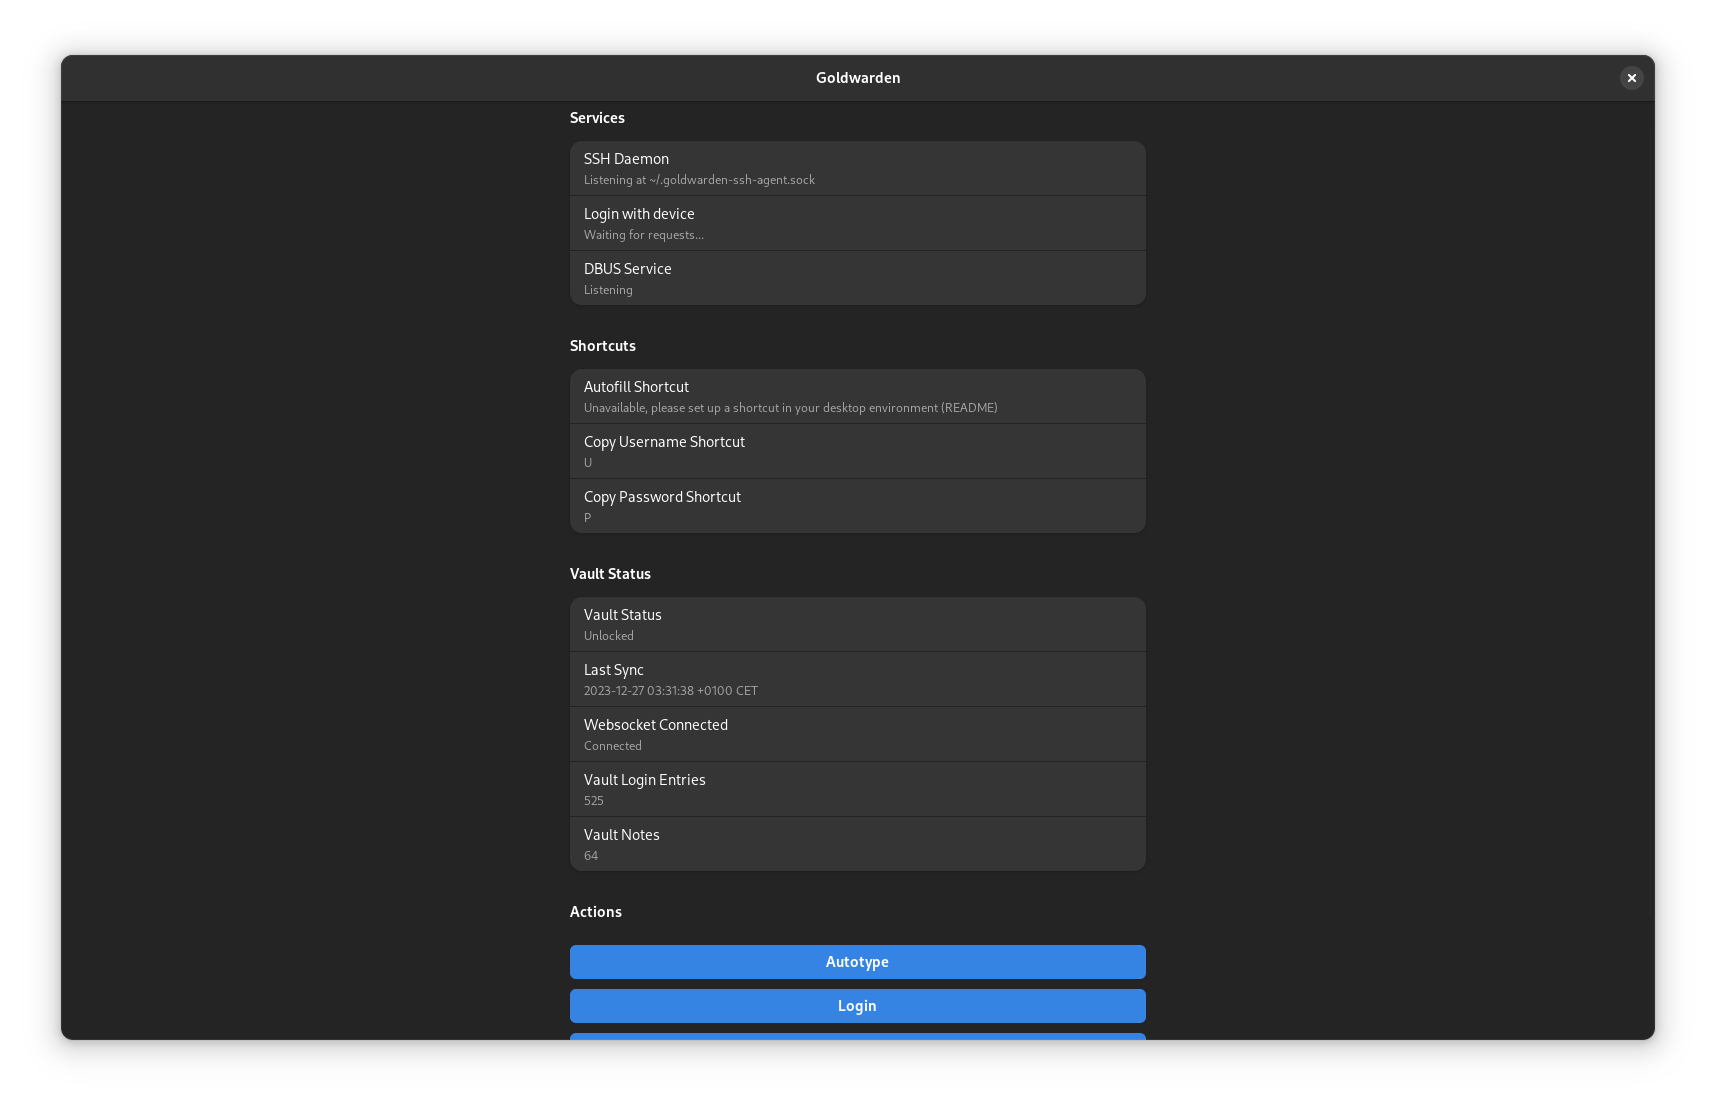 Goldwarden
Services
SSH Daemon
Listening at ~/.goldwarden-ssh-agent.sock
Login with device
Waiting for requests...
DBUS Service
Listening
Shortcuts
Autofill Shortcut
Unavailable, please set up a shortcut in your desktop environment (README)
Copy Username Shortcut
U
Copy Password Shortcut
P
Vault Status
Vault Status
Unlocked
Last Sync
2023-12-27 03:31:38 +0100 CET
Websocket Connected
Connected
Vault Login Entries
525
Vault Notes
64
Actions
Autotype
Login